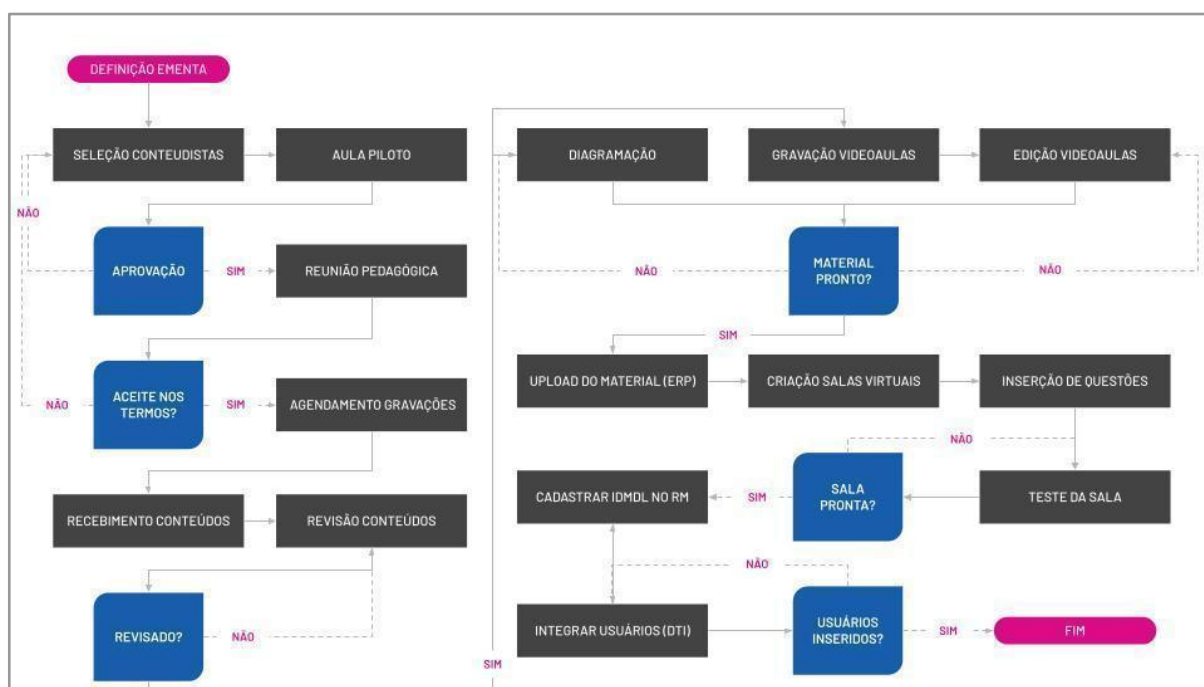 DEFINIÇÃO EMENTA
SELEÇÃO CONTEUDISTAS
AULA PILOTO
NÃO
APROVAÇÃO
SIM
REUNIÃO PEDAGÓGICA
NÃO
ACEITE NOS
TERMOS?
SIM
AGENDAMENTO GRAVAÇÕES
RECEBIMENTO CONTEÚDOS
REVISÃO CONTEÚDOS
REVISADO?
NÃO
SIM
DIAGRAMAÇÃO
GRAVAÇÃO VIDEOAULAS
EDIÇÃO VIDEOAULAS
NÃO
MATERIAL
PRONTO?
NÃO
SIM
UPLOAD DO MATERIAL (ERP)
CRIAÇÃO SALAS VIRTUAIS
INSERÇÃO DE QUESTÕES
NÃO
CADASTRAR IDMDL NO RM
SIM
SALA
PRONTA?
TESTE DA SALA
NÃO
INTEGRAR USUÁRIOS (DTI)
USUÁRIOS
INSERIDOS?
SIM
FIM